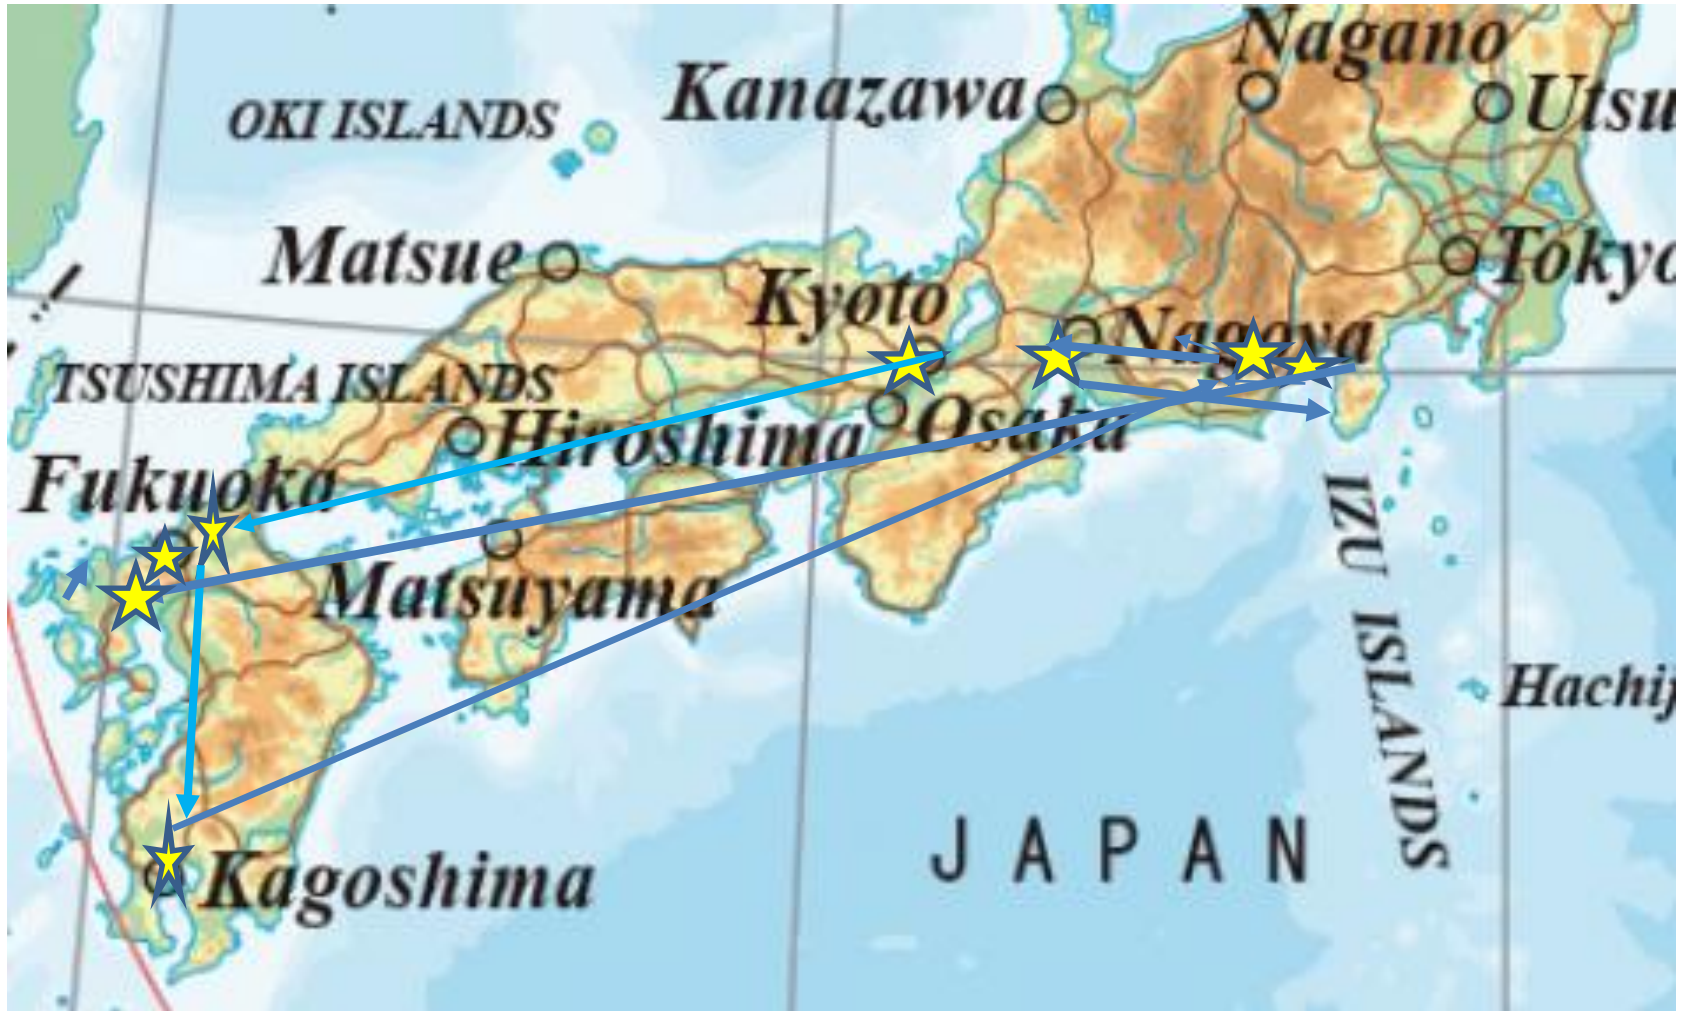 Nagano
Kanazawa
Utsu
OKI ISLANDS
Matsue
Tokyo
Kyoto
Nagoya
TSUSHIMA ISLANDS
Hiroshima
Osaka
Fukuoka
Matsuyama
IZU ISLANDS
Hachij
JAPAN
Kagoshima